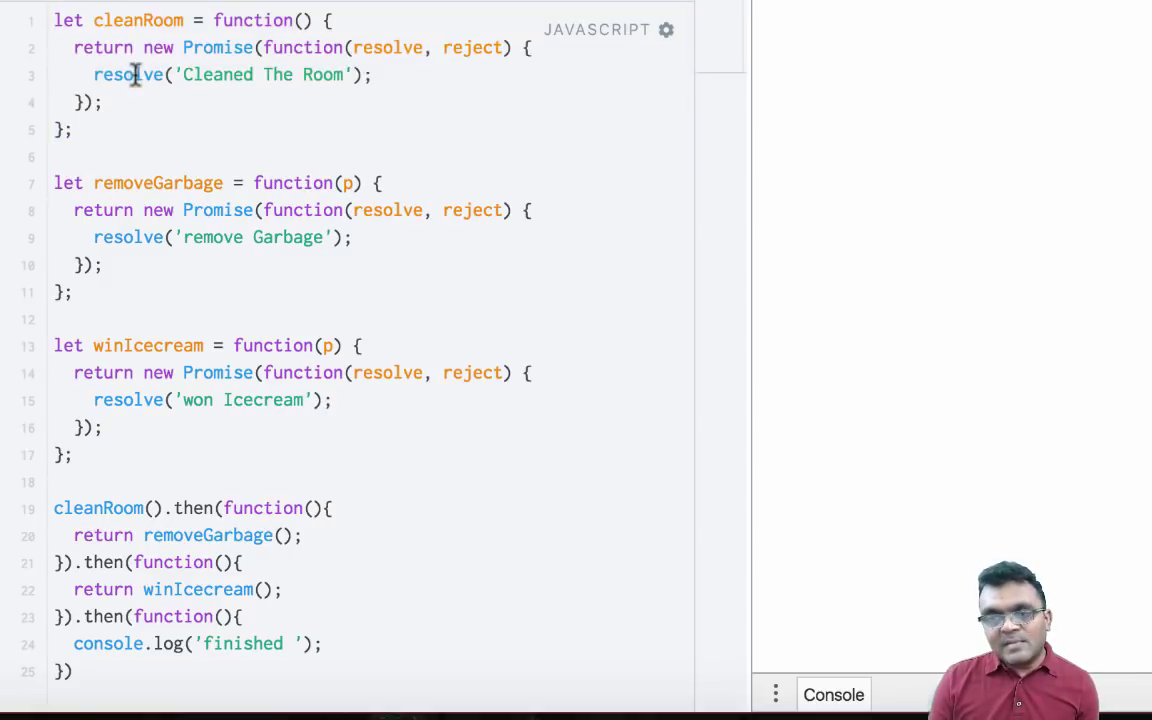 JAVASCRIPT
1 let cleanRoom = function() {
2 return new Promise(function(resolve, reject) {
3 resolve('Cleaned The Room');
4 });
5 };
6
7 let removeGarbage = function(p) {
8 return new Promise(function(resolve, reject) {
9 resolve('remove Garbage');
10 });
11 };
12
13 let winIcecream = function(p) {
14 return new Promise(function(resolve, reject) {
15 resolve('won Icecream');
16 });
17 };
18
19 cleanRoom().then(function(){
20 return removeGarbage();
21 }).then(function(){
22 return winIcecream();
23 }).then(function(){
24 console.log('finished ');
25 })
Console